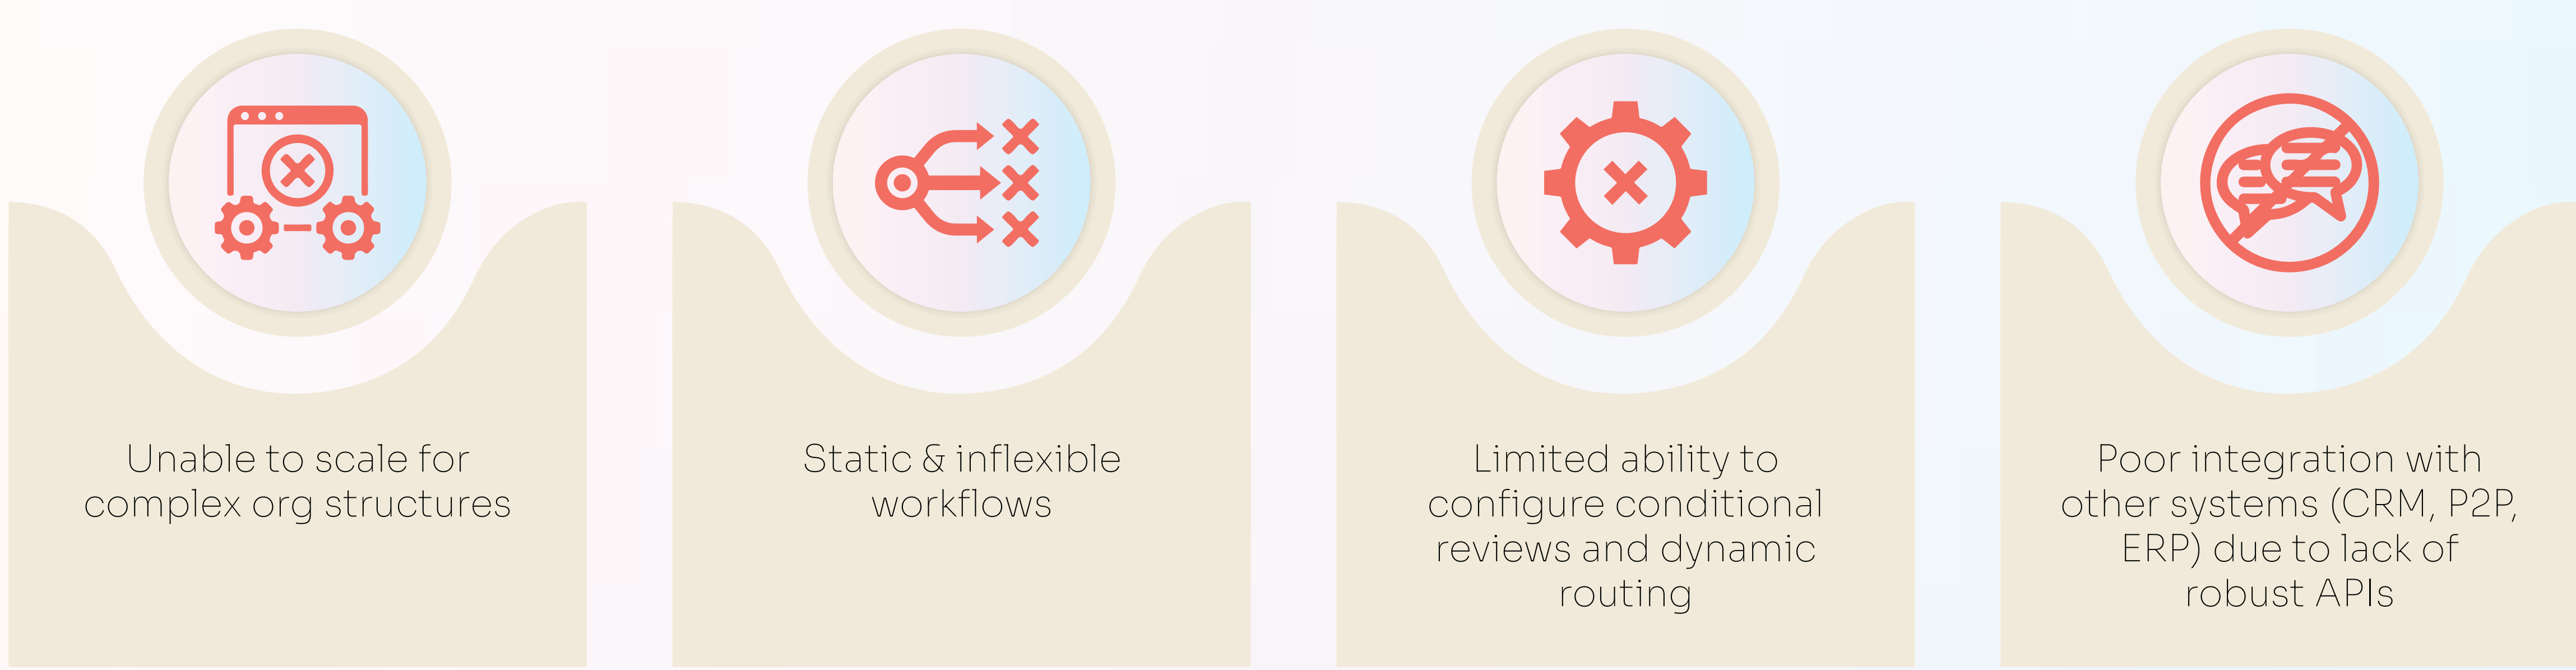 Unable to scale for
complex org structures
Static & inflexible
workflows
Limited ability to
configure conditional
reviews and dynamic
routing
Poor integration with
other systems (CRM, P2P,
ERP) due to lack of
robust APIs